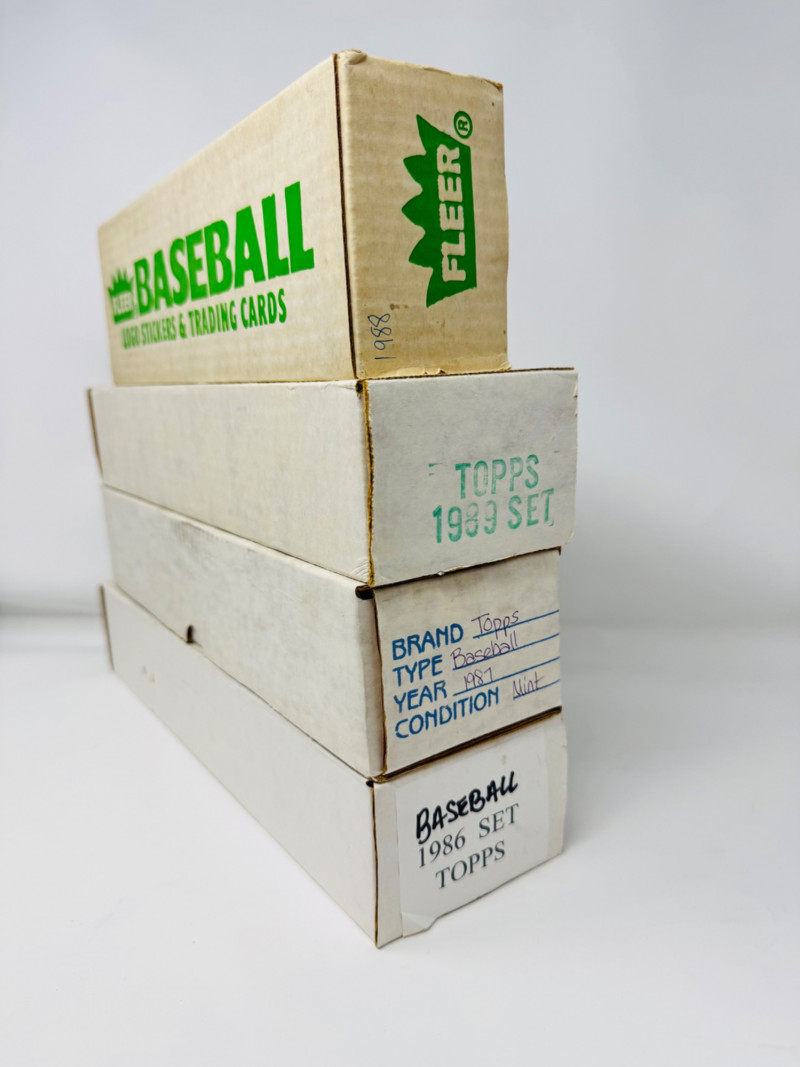 FLEER BASEBALL
LOGO STICKERS & TRADING CARDS
FLEER®
1988
TOPPS
1989 SET
BRAND Topps
TYPE Baseball
YEAR 1987
CONDITION Mint
BASEBALL
1986 SET
TOPPS